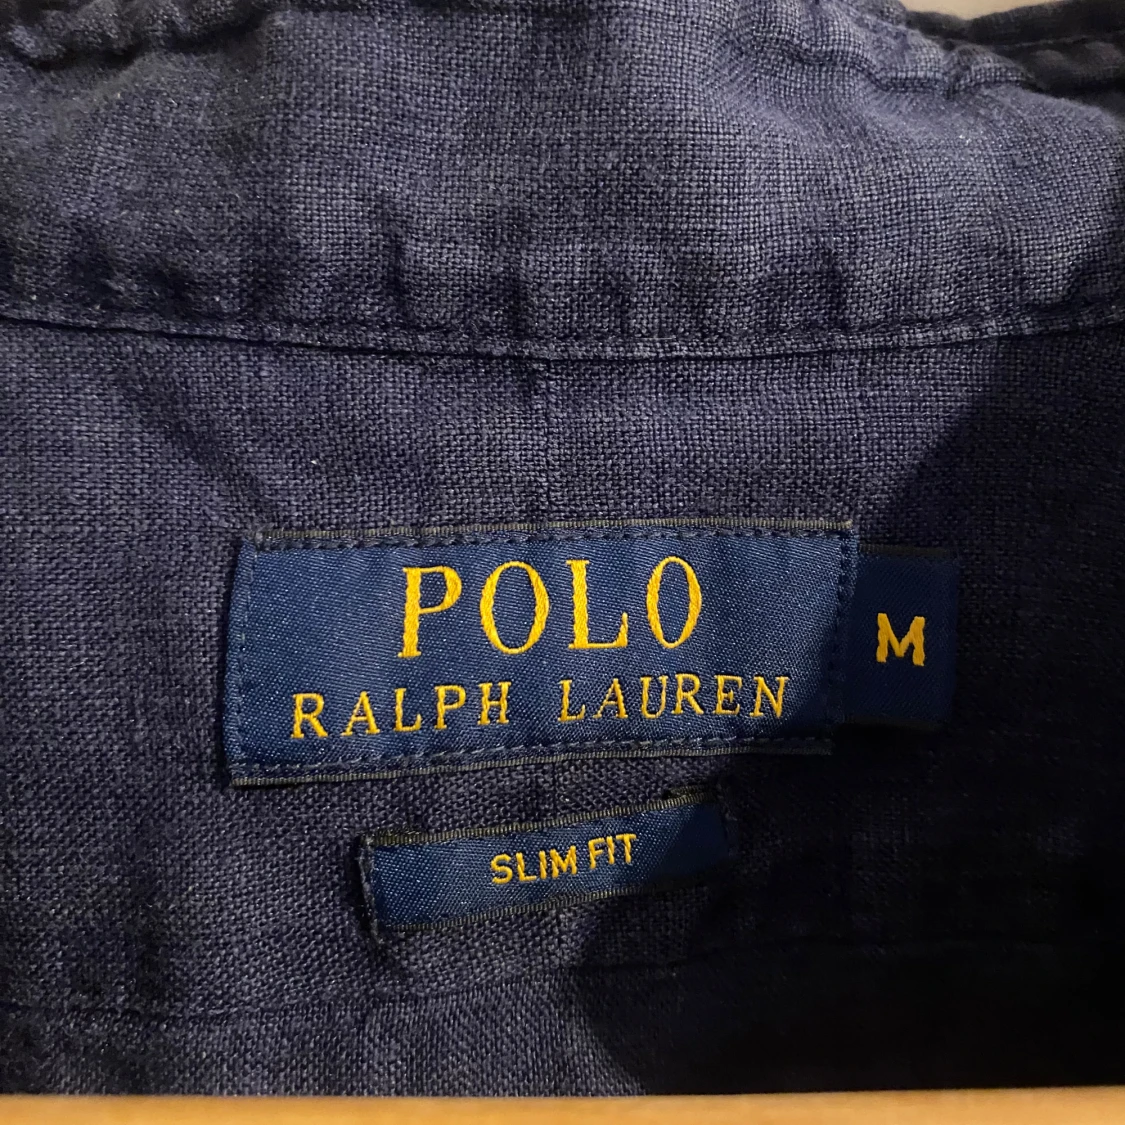 POLO
RALPH LAUREN
M
SLIM FIT